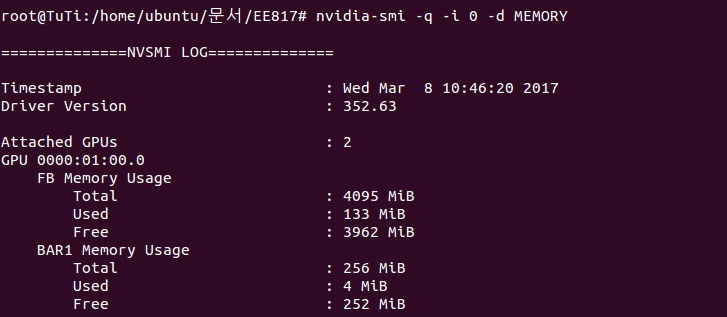 root@TuTi:/home/ubuntu/문서/EE817# nvidia-smi -q -i 0 -d MEMORY
==============NVSMI LOG==============
Timestamp : Wed Mar  8 10:46:20 2017
Driver Version : 352.63
Attached GPUs : 2
GPU 0000:01:00.0
FB Memory Usage
Total : 4095 MiB
Used : 133 MiB
Free : 3962 MiB
BAR1 Memory Usage
Total : 256 MiB
Used : 4 MiB
Free : 252 MiB